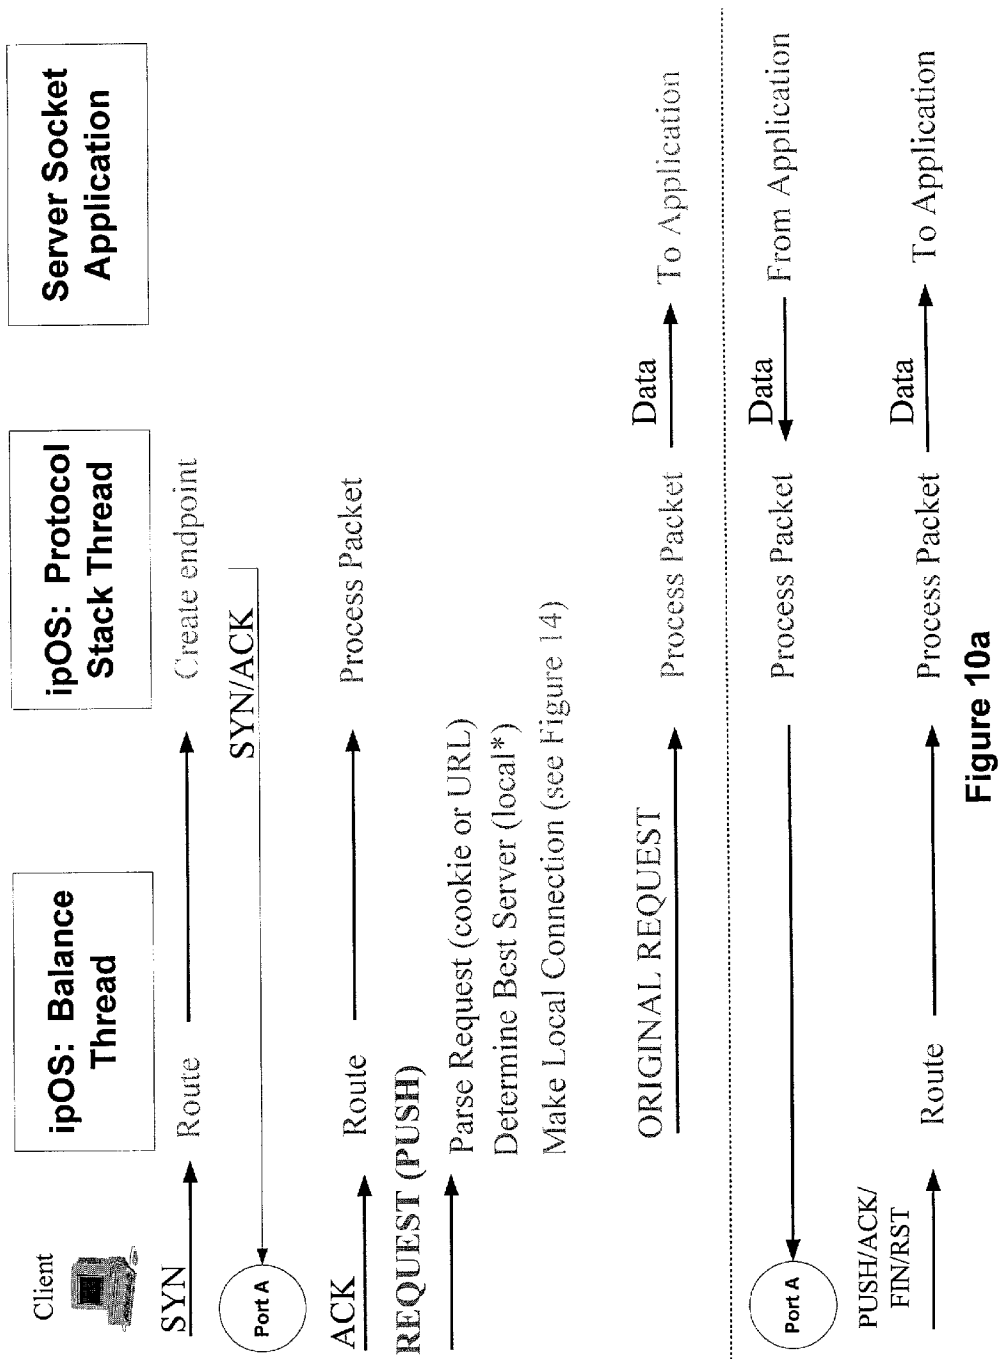 Client
ipOS: Balance
Thread
ipOS: Protocol
Stack Thread
Server Socket
Application
SYN
Route
Create endpoint
SYN/ACK
Port A
ACK
Route
Process Packet
REQUEST (PUSH)
Parse Request (cookie or URL)
Determine Best Server (local*)
Make Local Connection (see Figure 14)
ORIGINAL REQUEST
Process Packet
Data
To Application
Port A
Process Packet
Data
From Application
PUSH/ACK/
FIN/RST
Route
Process Packet
Data
To Application
Figure 10a